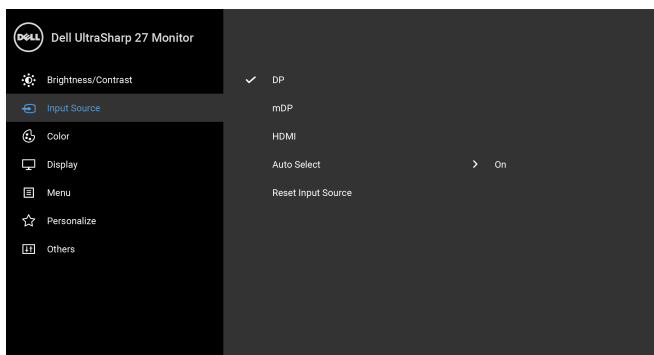 DELL
Dell UltraSharp 27 Monitor
Brightness/Contrast
Input Source
Color
Display
Menu
Personalize
Others
DP
mDP
HDMI
Auto Select On
Reset Input Source